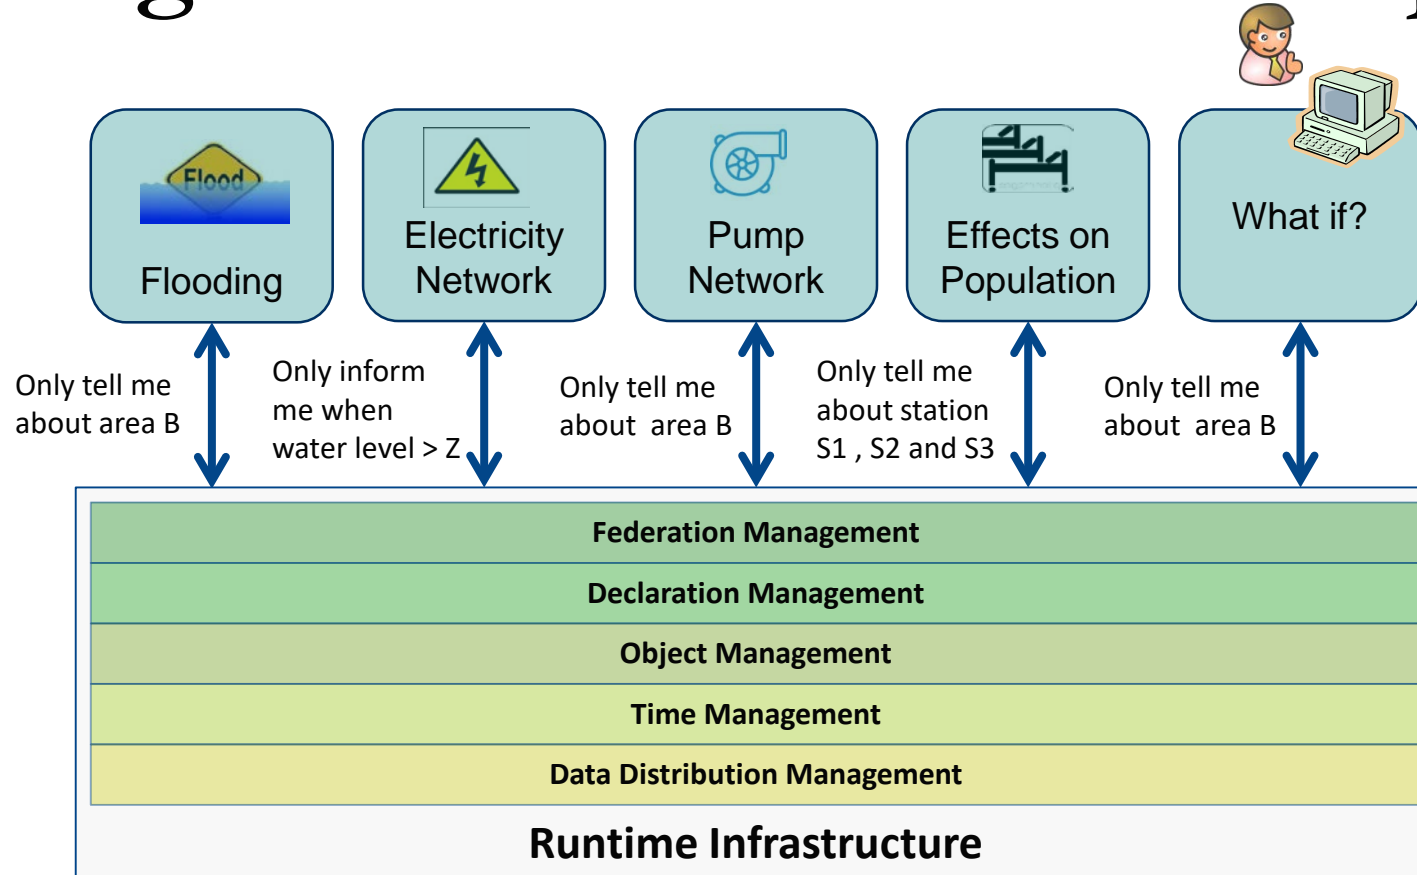 Flood
Flooding
Electricity
Network
Pump
Network
Effects on
Population
What if?
Only tell me
about area B
Only inform
me when
water level > Z
Only tell me
about area B
Only tell me
about station
S1 , S2 and S3
Only tell me
about area B
Federation Management
Declaration Management
Object Management
Time Management
Data Distribution Management
Runtime Infrastructure